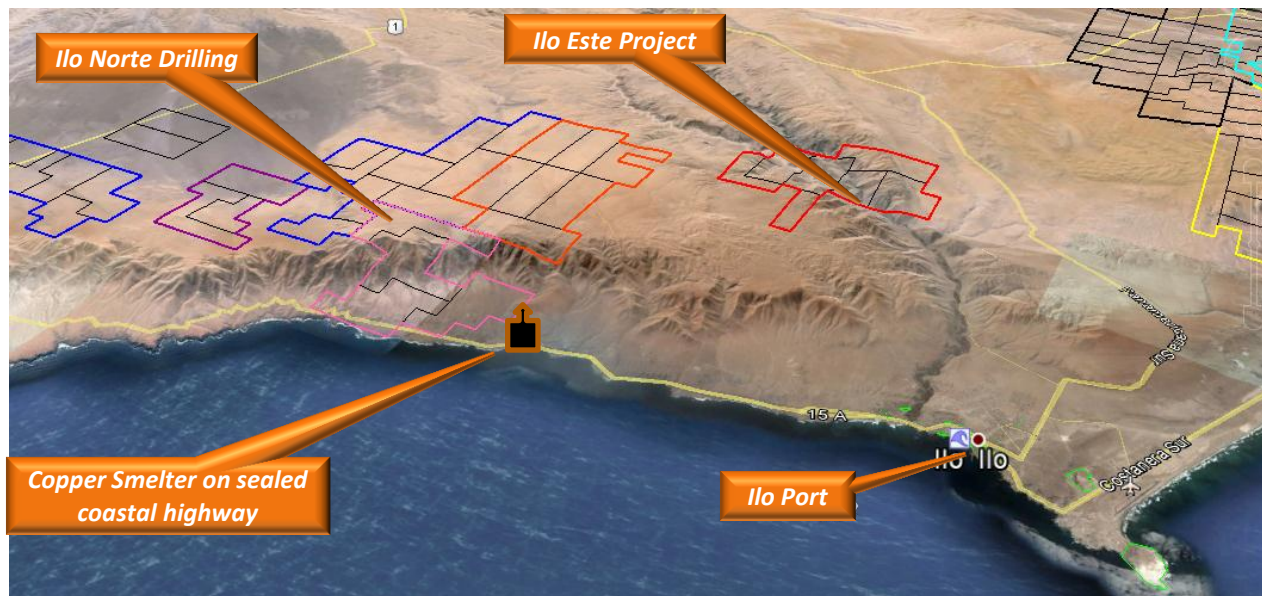 1
Ilo Norte Drilling
Ilo Este Project
15 A
Costanera Sur
Ilo Ilo
Copper Smelter on sealed
coastal highway
Ilo Port